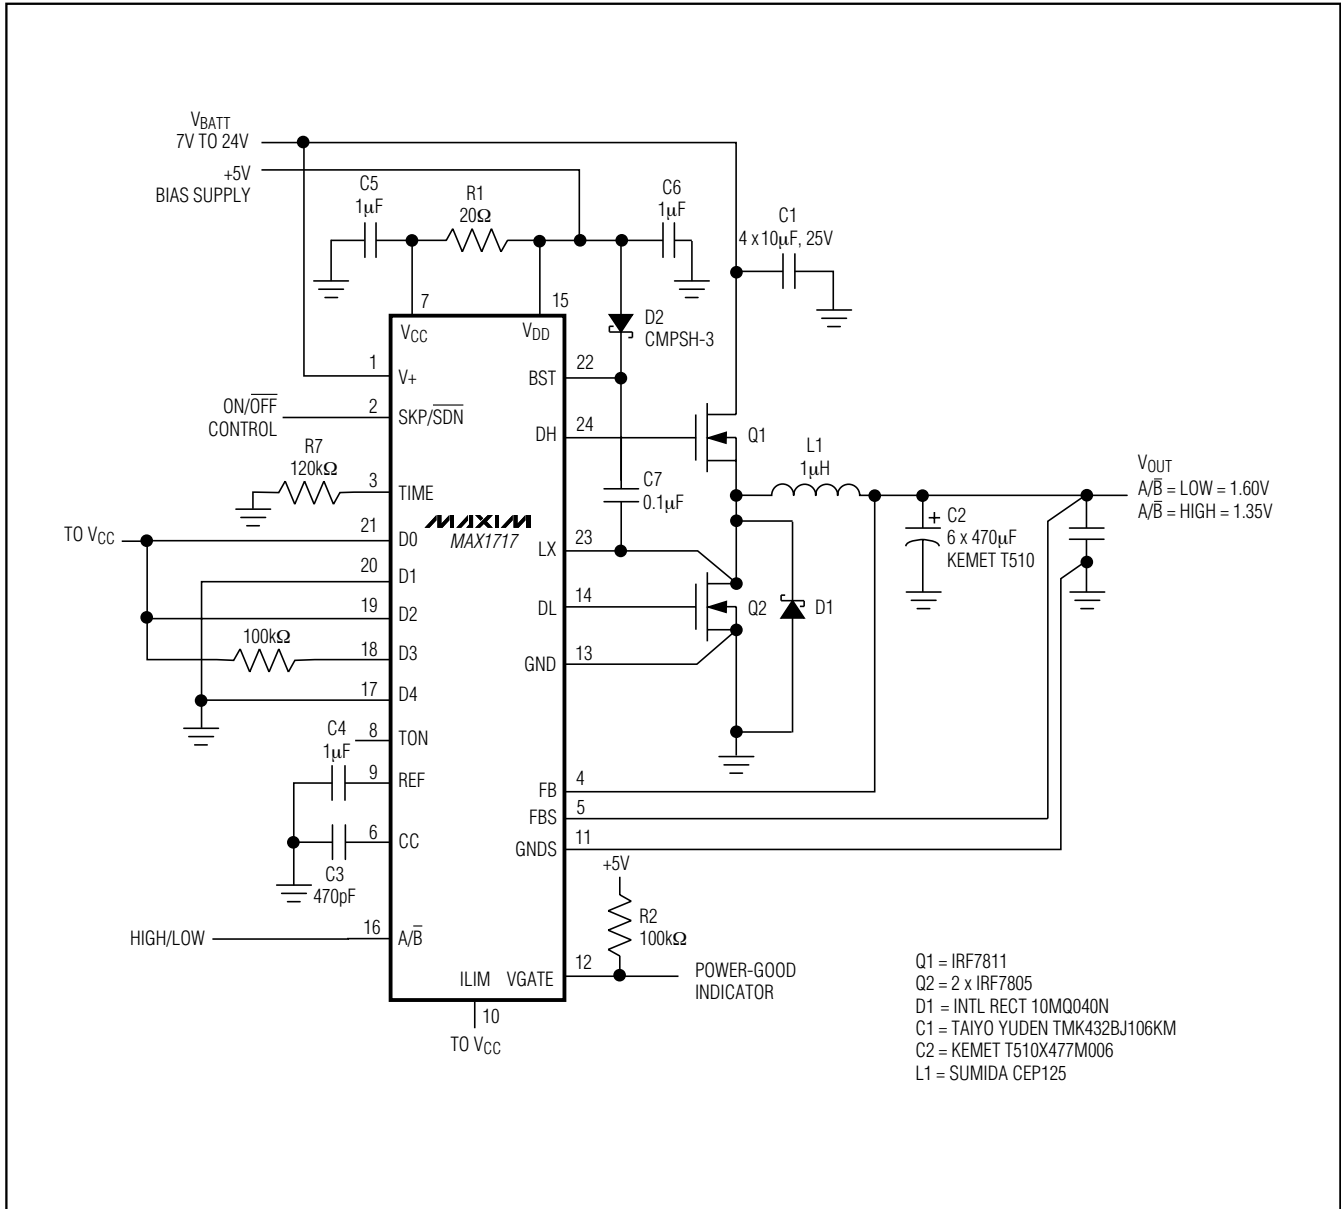 VBATT
7V TO 24V
+5V
BIAS SUPPLY
C5
1μF
R1
20Ω
C6
1μF
C1
4 x 10μF, 25V
7
15
VCC
VDD
D2
CMPSH-3
1
V+
22
BST
ON/OFF
CONTROL
2
SKP/SDN
24
DH
Q1
R7
120kΩ
3
TIME
L1
1μH
VOUT
A/B = LOW = 1.60V
A/B = HIGH = 1.35V
C7
0.1μF
MAXIM
MAX1717
TO VCC
21
D0
+
C2
6 x 470μF
KEMET T510
23
LX
20
D1
19
D2
14
DL
Q2
D1
100kΩ
18
D3
13
GND
17
D4
C4
1μF
8
TON
9
REF
4
FB
5
FBS
6
CC
11
GNDS
C3
470pF
+5V
R2
100kΩ
HIGH/LOW
16
A/B
ILIM
VGATE
12
POWER-GOOD
INDICATOR
10
TO VCC
Q1 = IRF7811
Q2 = 2 x IRF7805
D1 = INTL RECT 10MQ040N
C1 = TAIYO YUDEN TMK432BJ106KM
C2 = KEMET T510X477M006
L1 = SUMIDA CEP125